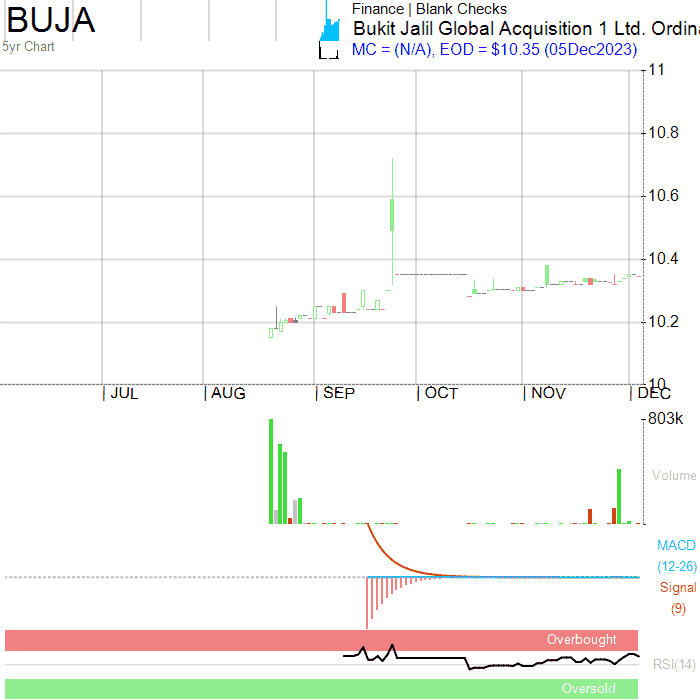 BUJA
5yr Chart
Finance | Blank Checks
Bukit Jalil Global Acquisition 1 Ltd. Ordina
MC = (N/A), EOD = $10.35 (05Dec2023)
11
10.8
10.6
10.4
10.2
10
| JUL | AUG | SEP | OCT | NOV | DEC
803k
Volume
MACD
(12-26)
Signal
(9)
Overbought
RSI(14)
Oversold